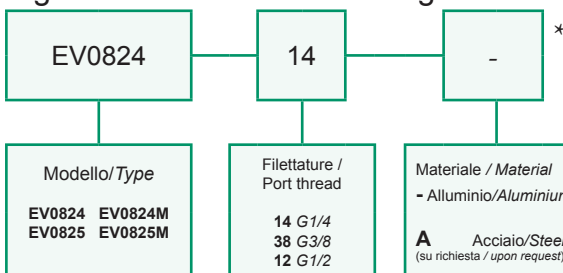 EV0824 14 - *
Modello/Type
EV0824 EV0824M
EV0825 EV0825M
Filettature /
Port thread
14 G1/4
38 G3/8
12 G1/2
Materiale / Material
- Alluminio/Aluminium
A Acciaio/Steel
(su richiesta / upon request)